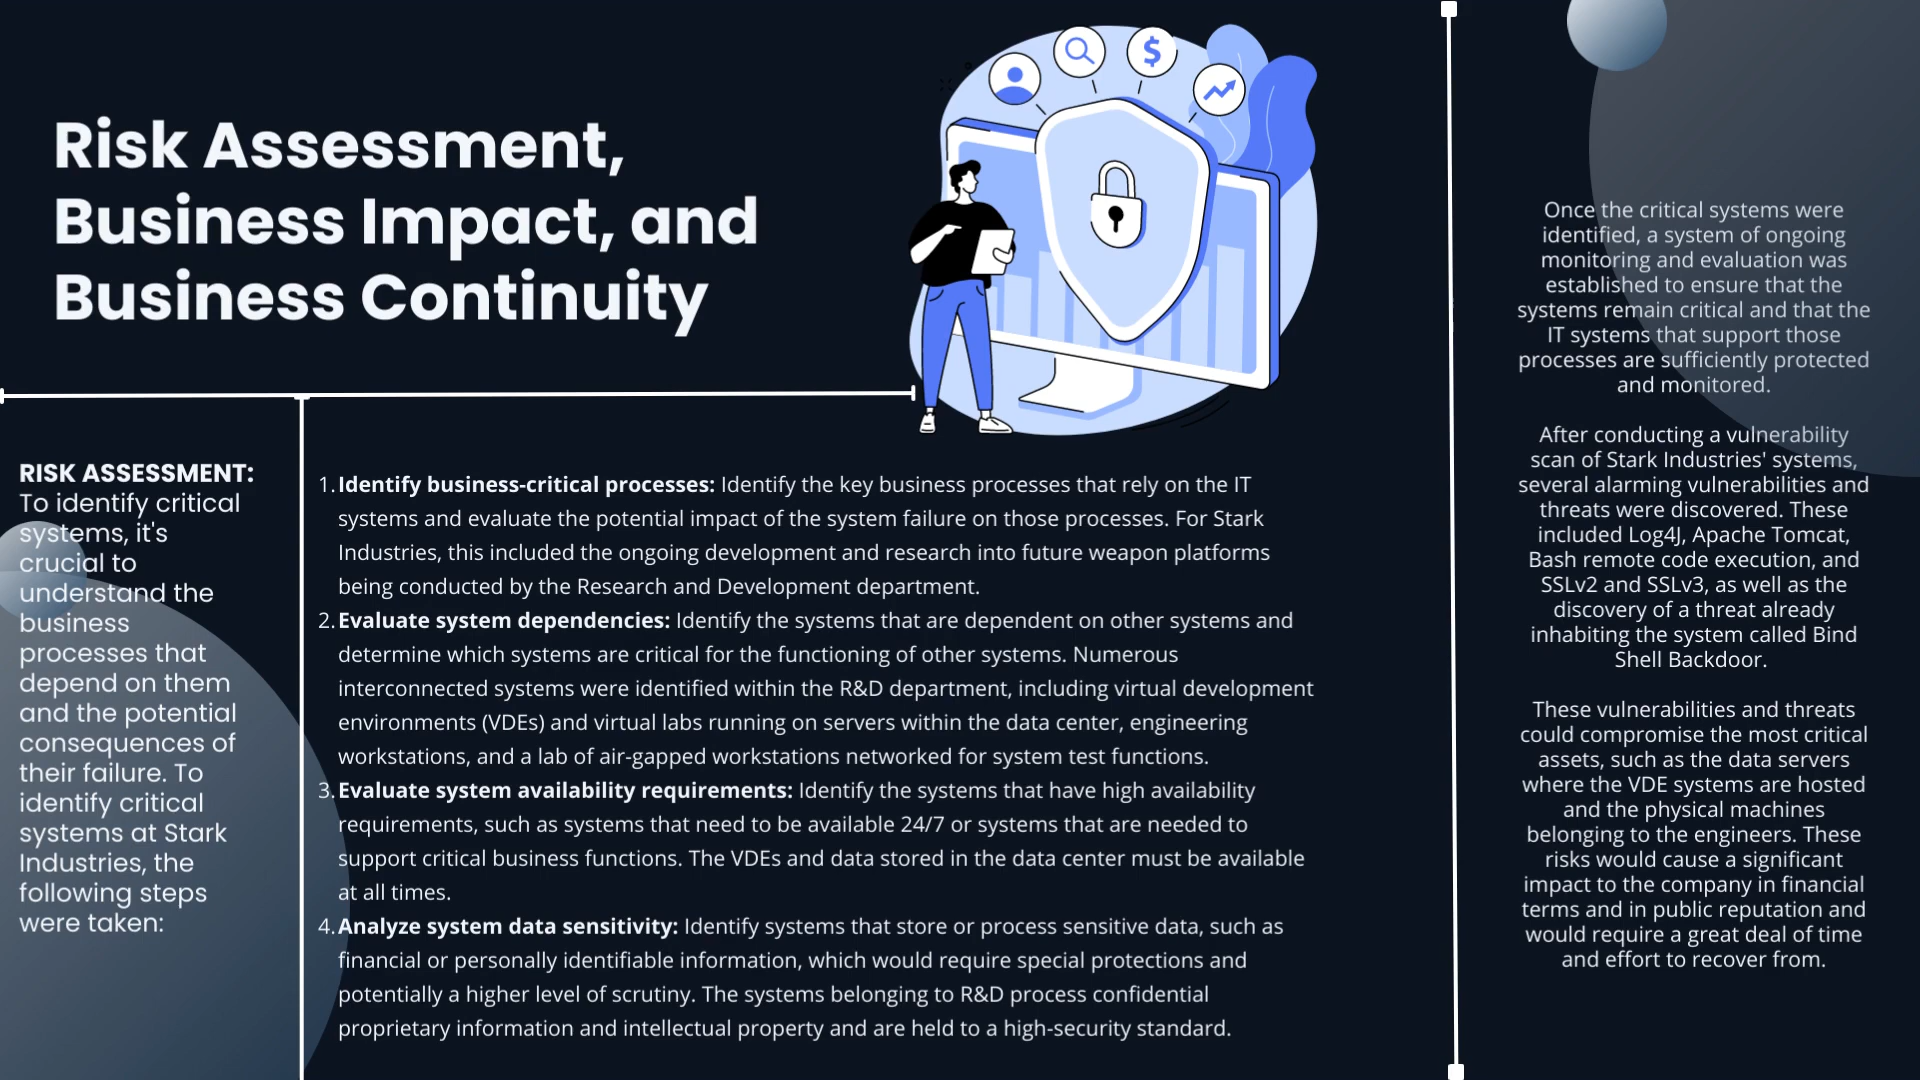 Risk Assessment,
Business Impact, and
Business Continuity
$
RISK ASSESSMENT:
To identify critical
systems, it's
crucial to
understand the
business
processes that
depend on them
and the potential
consequences of
their failure. To
identify critical
systems at Stark
Industries, the
following steps
were taken:
1. Identify business-critical processes: Identify the key business processes that rely on the IT
systems and evaluate the potential impact of the system failure on those processes. For Stark
Industries, this included the ongoing development and research into future weapon platforms
being conducted by the Research and Development department.
2. Evaluate system dependencies: Identify the systems that are dependent on other systems and
determine which systems are critical for the functioning of other systems. Numerous
interconnected systems were identified within the R&D department, including virtual development
environments (VDEs) and virtual labs running on servers within the data center, engineering
workstations, and a lab of air-gapped workstations networked for system test functions.
3. Evaluate system availability requirements: Identify the systems that have high availability
requirements, such as systems that need to be available 24/7 or systems that are needed to
support critical business functions. The VDEs and data stored in the data center must be available
at all times.
4. Analyze system data sensitivity: Identify systems that store or process sensitive data, such as
financial or personally identifiable information, which would require special protections and
potentially a higher level of scrutiny. The systems belonging to R&D process confidential
proprietary information and intellectual property and are held to a high-security standard.
Once the critical systems were
identified, a system of ongoing
monitoring and evaluation was
established to ensure that the
systems remain critical and that the
IT systems that support those
processes are sufficiently protected
and monitored.
After conducting a vulnerability
scan of Stark Industries' systems,
several alarming vulnerabilities and
threats were discovered. These
included Log4J, Apache Tomcat,
Bash remote code execution, and
SSLv2 and SSLv3, as well as the
discovery of a threat already
inhabiting the system called Bind
Shell Backdoor.
These vulnerabilities and threats
could compromise the most critical
assets, such as the data servers
where the VDE systems are hosted
and the physical machines
belonging to the engineers. These
risks would cause a significant
impact to the company in financial
terms and in public reputation and
would require a great deal of time
and effort to recover from.